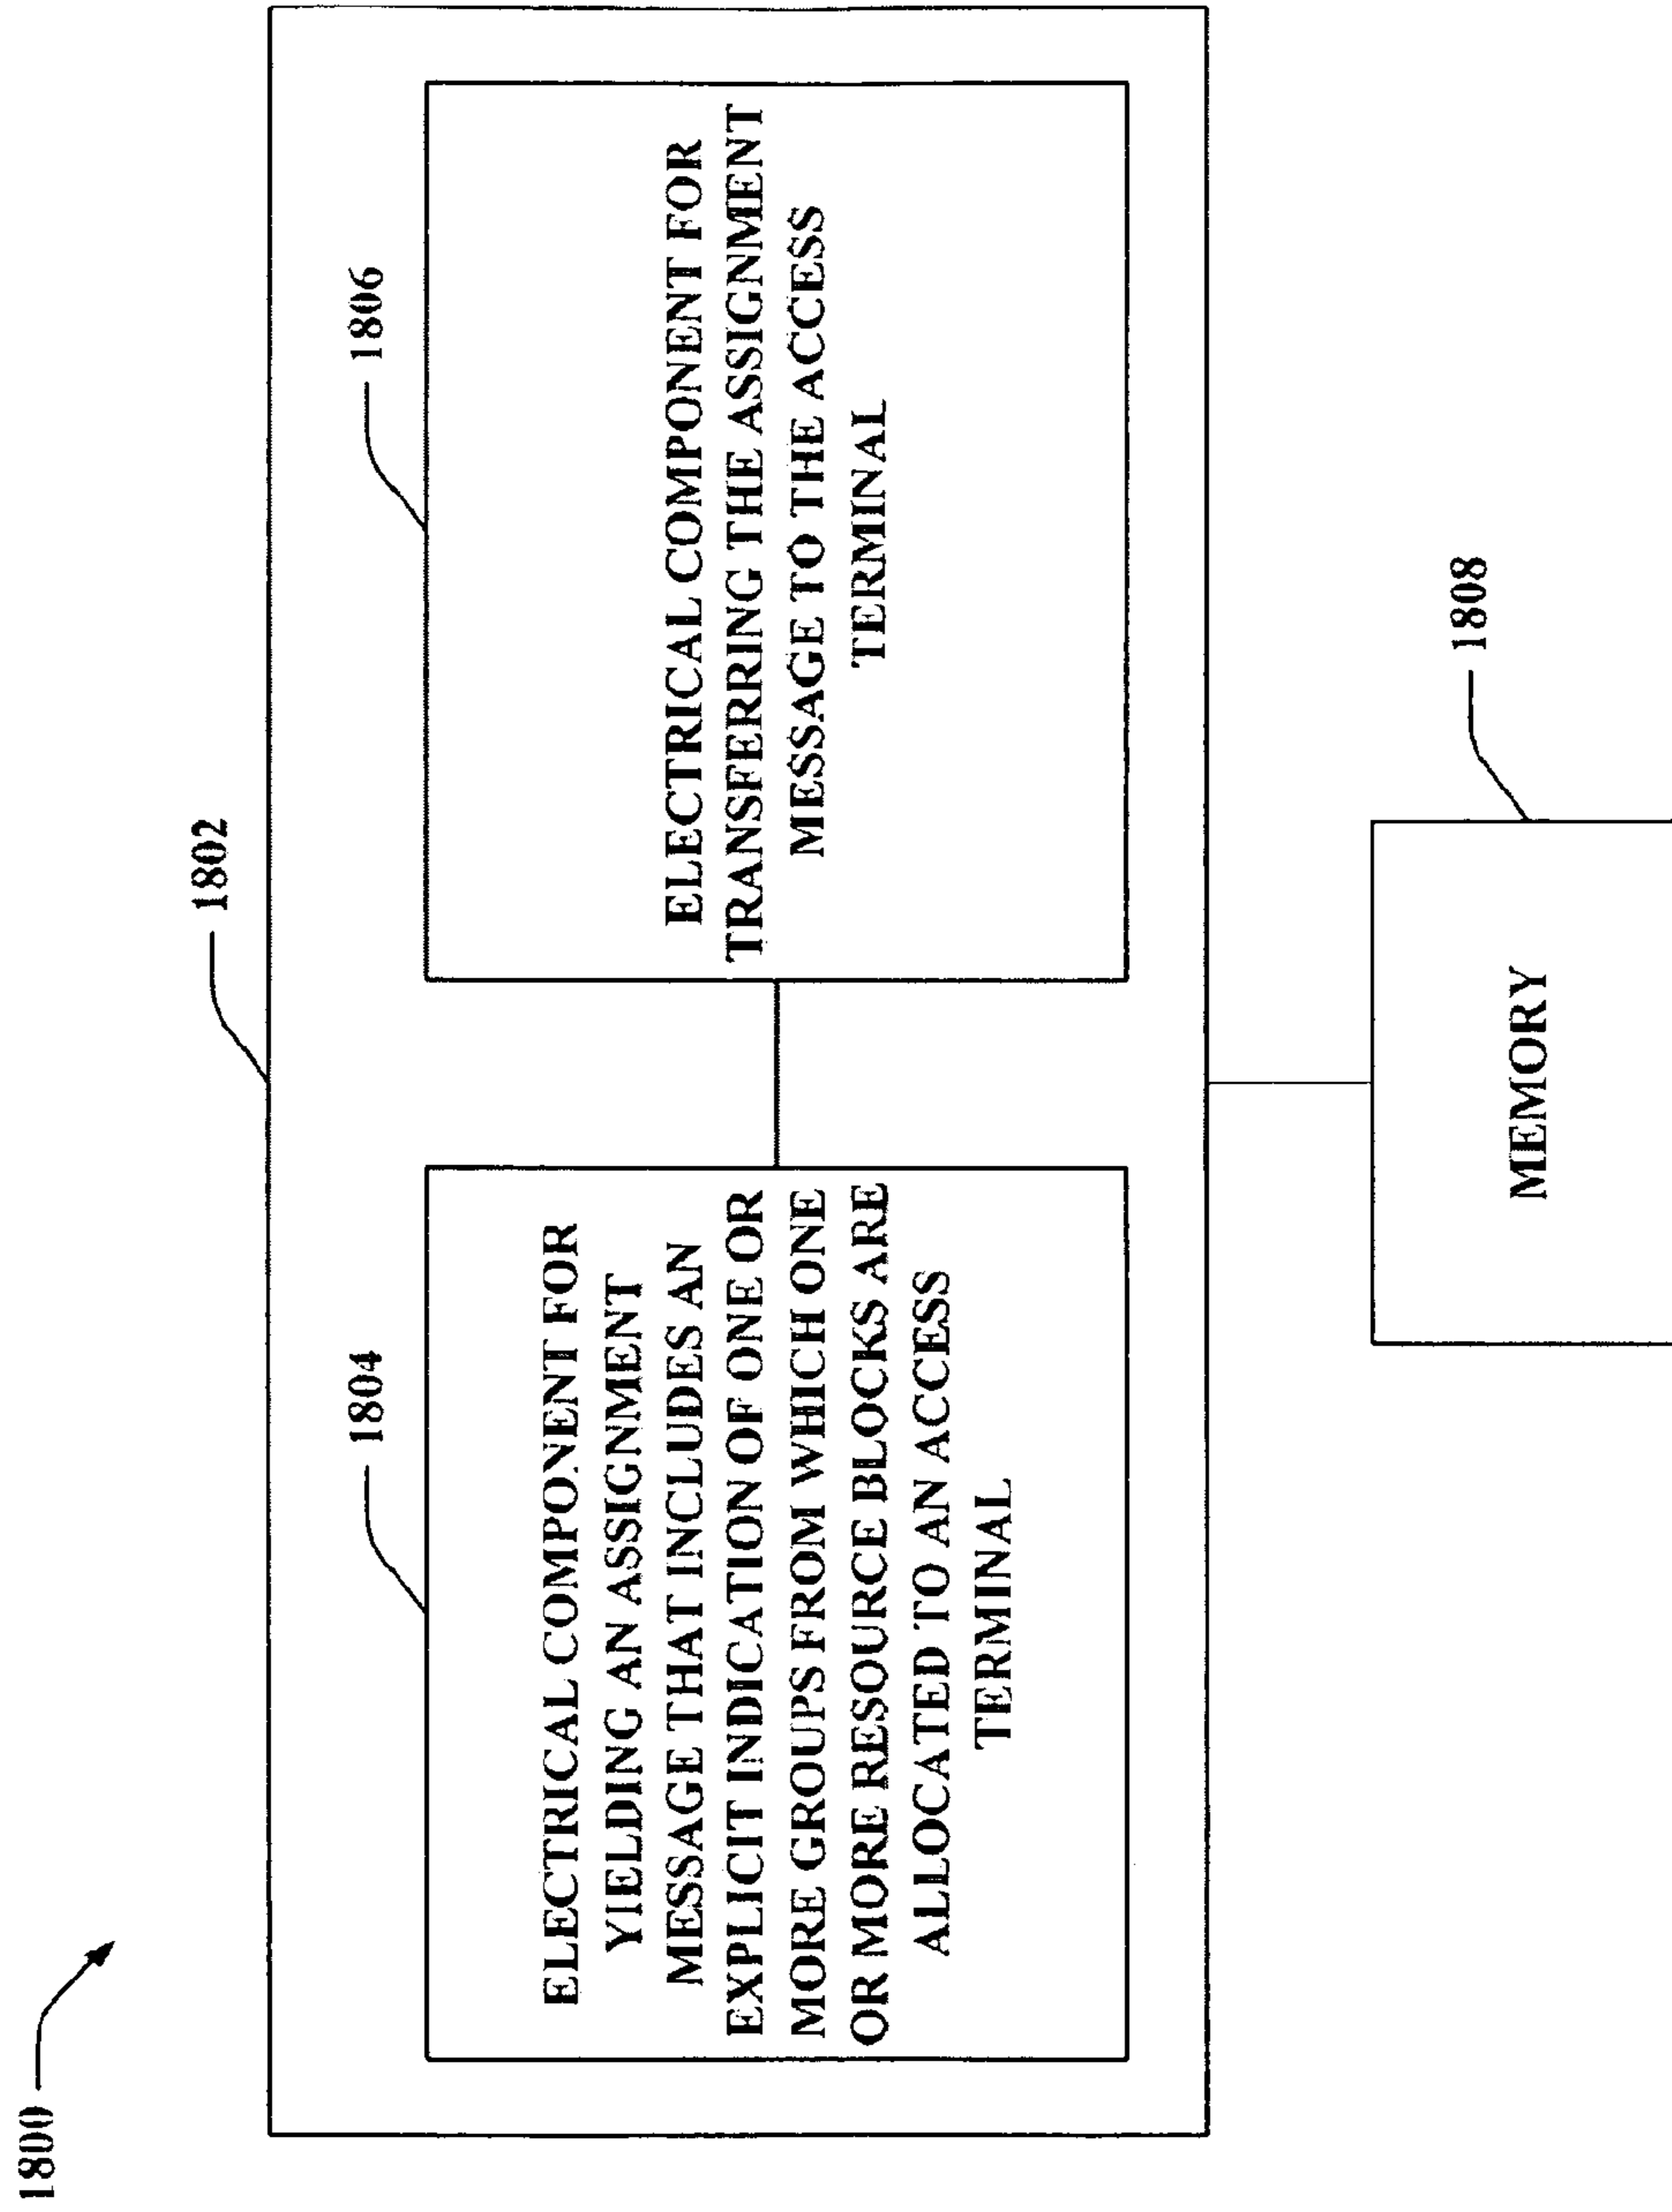 1800
1802
1804
ELECTRICAL COMPONENT FOR
YIELDING AN ASSIGNMENT
MESSAGE THAT INCLUDES AN
EXPLICIT INDICATION OF ONE OR
MORE GROUPS FROM WHICH ONE
OR MORE RESOURCE BLOCKS ARE
ALLOCATED TO AN ACCESS
TERMINAL
1806
ELECTRICAL COMPONENT FOR
TRANSFERRING THE ASSIGNMENT
MESSAGE TO THE ACCESS
TERMINAL
1808
MEMORY